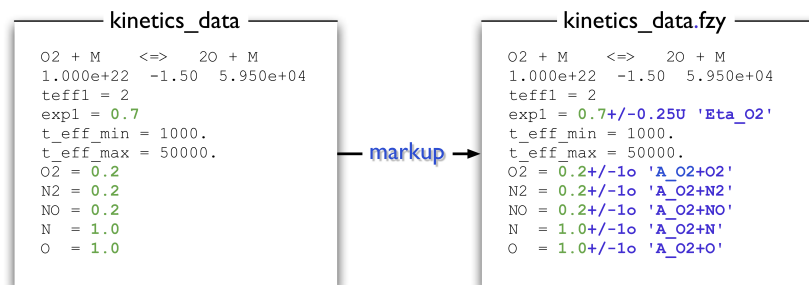 kinetics_data
O2 + M <=> 2O + M
1.000e+22 -1.50 5.950e+04
teff1 = 2
exp1 = 0.7
t_eff_min = 1000.
t_eff_max = 50000.
O2 = 0.2
N2 = 0.2
NO = 0.2
N = 1.0
O = 1.0
markup
kinetics_data.fzy
O2 + M <=> 2O + M
1.000e+22 -1.50 5.950e+04
teff1 = 2
exp1 = 0.7+/-0.25U 'Eta_O2'
t_eff_min = 1000.
t_eff_max = 50000.
O2 = 0.2+/-1o 'A_O2+O2'
N2 = 0.2+/-1o 'A_O2+N2'
NO = 0.2+/-1o 'A_O2+NO'
N = 1.0+/-1o 'A_O2+N'
O = 1.0+/-1o 'A_O2+O'